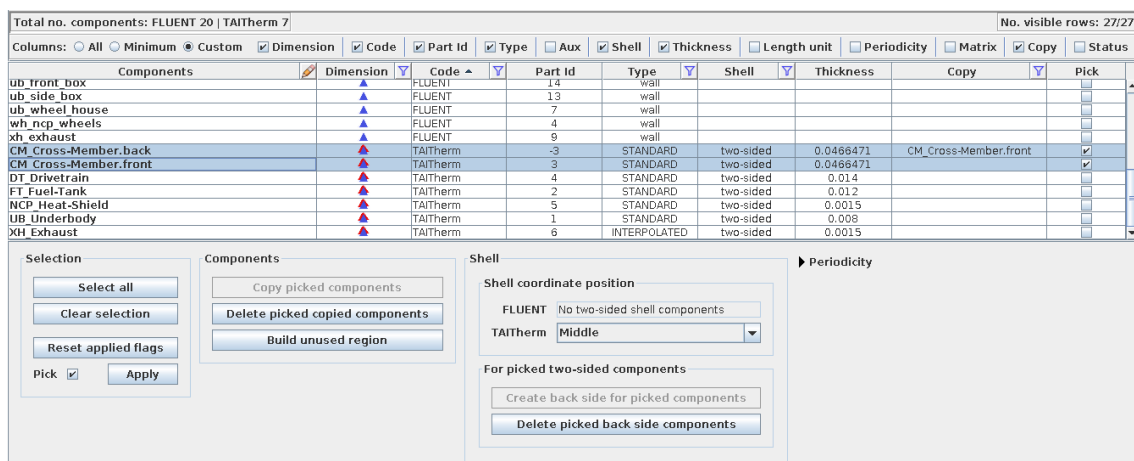 Total no. components: FLUENT 20 | TAITherm 7 No. visible rows: 27/27
Columns: All Minimum Custom Dimension Code Part Id Type Aux Shell Thickness Length unit Periodicity Matrix Copy Status
Components Dimension Code Part Id Type Shell Thickness Copy Pick
ub_front_box FLUENT 14 wall
ub_side_box FLUENT 13 wall
ub_wheel_house FLUENT 7 wall
wh_ncp_wheels FLUENT 4 wall
xh_exhaust FLUENT 9 wall
CM_Cross-Member.back TAITherm -3 STANDARD two-sided 0.0466471 CM_Cross-Member.front
CM_Cross-Member.front TAITherm 3 STANDARD two-sided 0.0466471
DT_Drivetrain TAITherm 4 STANDARD two-sided 0.014
FT_Fuel-Tank TAITherm 2 STANDARD two-sided 0.012
NCP_Heat-Shield TAITherm 5 STANDARD two-sided 0.0015
UB_Underbody TAITherm 1 STANDARD two-sided 0.008
XH_Exhaust TAITherm 6 INTERPOLATED two-sided 0.0015
Selection
Select all
Clear selection
Reset applied flags
Pick Apply
Components
Copy picked components
Delete picked copied components
Build unused region
Shell
Shell coordinate position
FLUENT No two-sided shell components
TAITherm Middle
For picked two-sided components
Create back side for picked components
Delete picked back side components
Periodicity